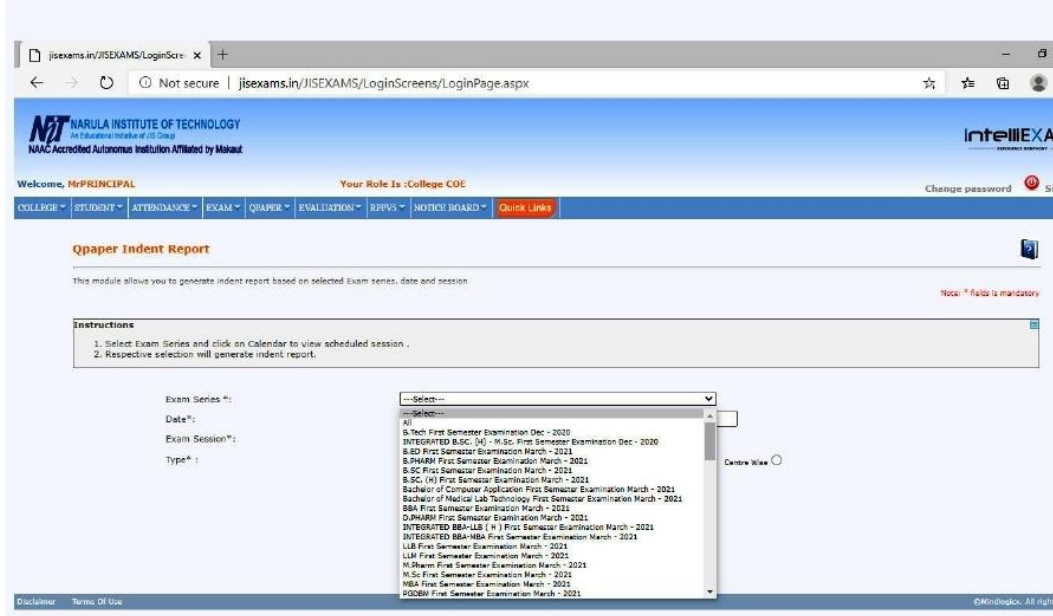 jisexams.in/JISEXAMS/LoginScre
Not secure | jisexams.in/JISEXAMS/LoginScreens/LoginPage.aspx
NiT NARULA INSTITUTE OF TECHNOLOGY
An Educational Initiative of JIS Group
NAAC Accredited Autonomus Institution Affiliated by Makaut
intelliEXA
Welcome, MrPRINCIPAL
Your Role Is :College COE
Change password
COLLEGE STUDENT ATTENDANCE EXAM QPAPER EVALUATION RPPVS NOTICE BOARD Quick Links
Qpaper Indent Report
This module allows you to generate indent report based on selected Exam series, date and session
Note: * fields is mandatory
Instructions
1. Select Exam Series and click on Calendar to view scheduled session .
2. Respective selection will generate indent report.
Exam Series *:
---Select---
Date*:
Exam Session*:
Type* :
Centre Wise
---Select---
All
B.Tech First Semester Examination Dec - 2020
INTEGRATED B.SC. (H) - M.Sc. First Semester Examination Dec - 2020
B.ED First Semester Examination March - 2021
B.PHARM First Semester Examination March - 2021
B.SC First Semester Examination March - 2021
B.SC. (H) First Semester Examination March - 2021
Bachelor of Computer Application First Semester Examination March - 2021
Bachelor of Medical Lab Technology First Semester Examination March - 2021
BBA First Semester Examination March - 2021
D.PHARM First Semester Examination March - 2021
INTEGRATED BBA-LLB ( H ) First Semester Examination March - 2021
INTEGRATED BBA-MBA First Semester Examination March - 2021
LLB First Semester Examination March - 2021
LLM First Semester Examination March - 2021
M.Pharm First Semester Examination March - 2021
M.Sc First Semester Examination March - 2021
MBA First Semester Examination March - 2021
PGDBM First Semester Examination March - 2021
Disclaimer Terms Of Use
©Mindlogicx. All righ